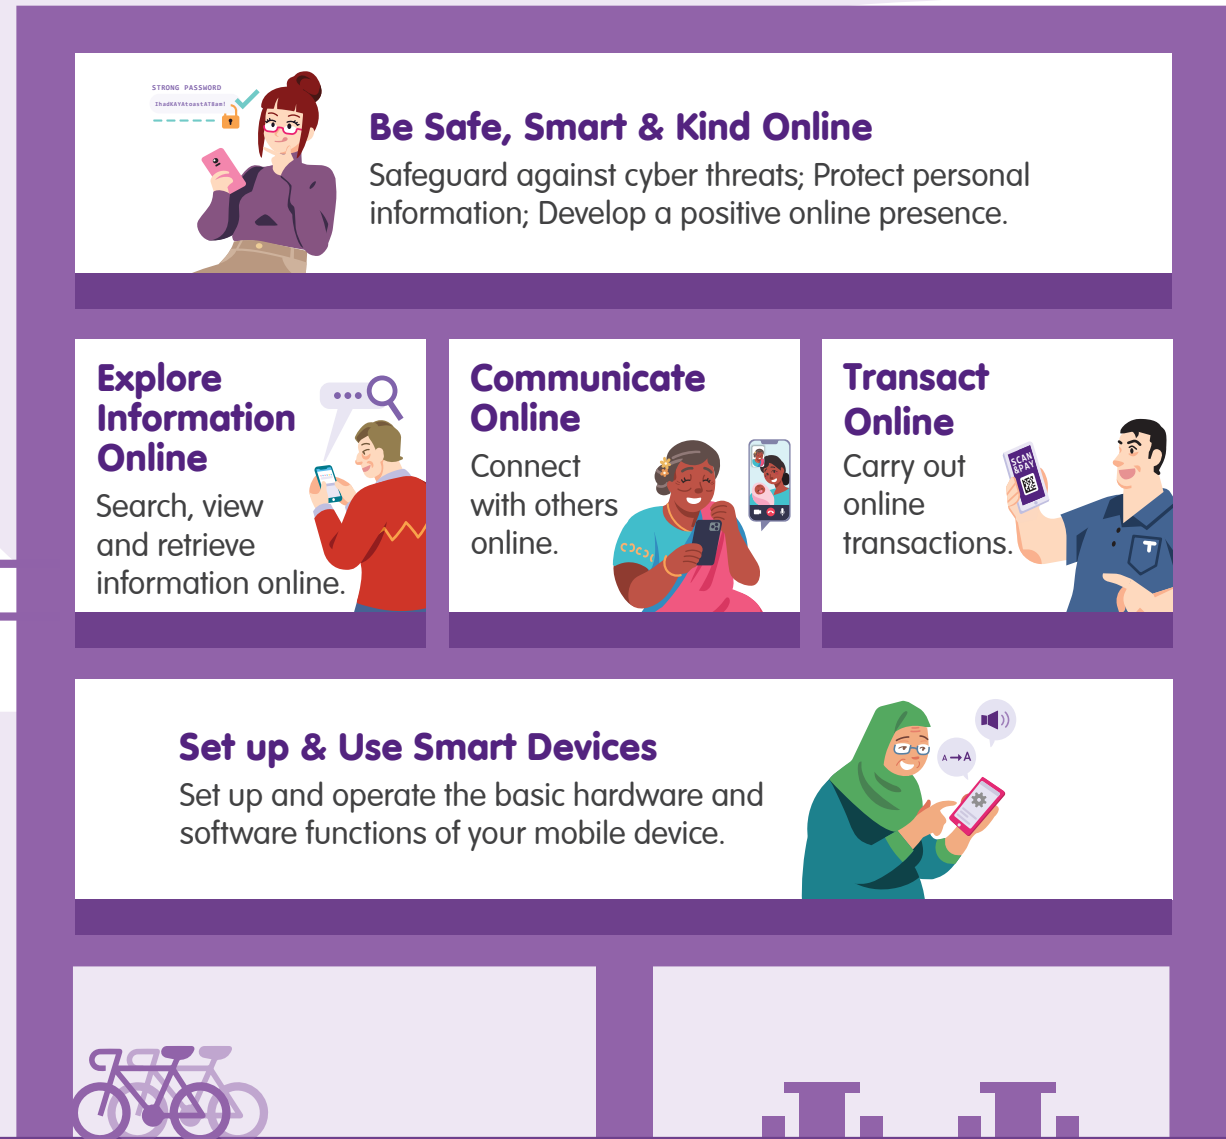 STRONG PASSWORD
IhadKAYAtoastAT8am!
Be Safe, Smart & Kind Online
Safeguard against cyber threats; Protect personal
information; Develop a positive online presence.
Explore
Information
Online
Search, view
and retrieve
information online.
Communicate
Online
Connect
with others
online.
Transact
Online
Carry out
online
transactions.
SCAN
&PAY
T
Set up & Use Smart Devices
Set up and operate the basic hardware and
software functions of your mobile device.
A→A